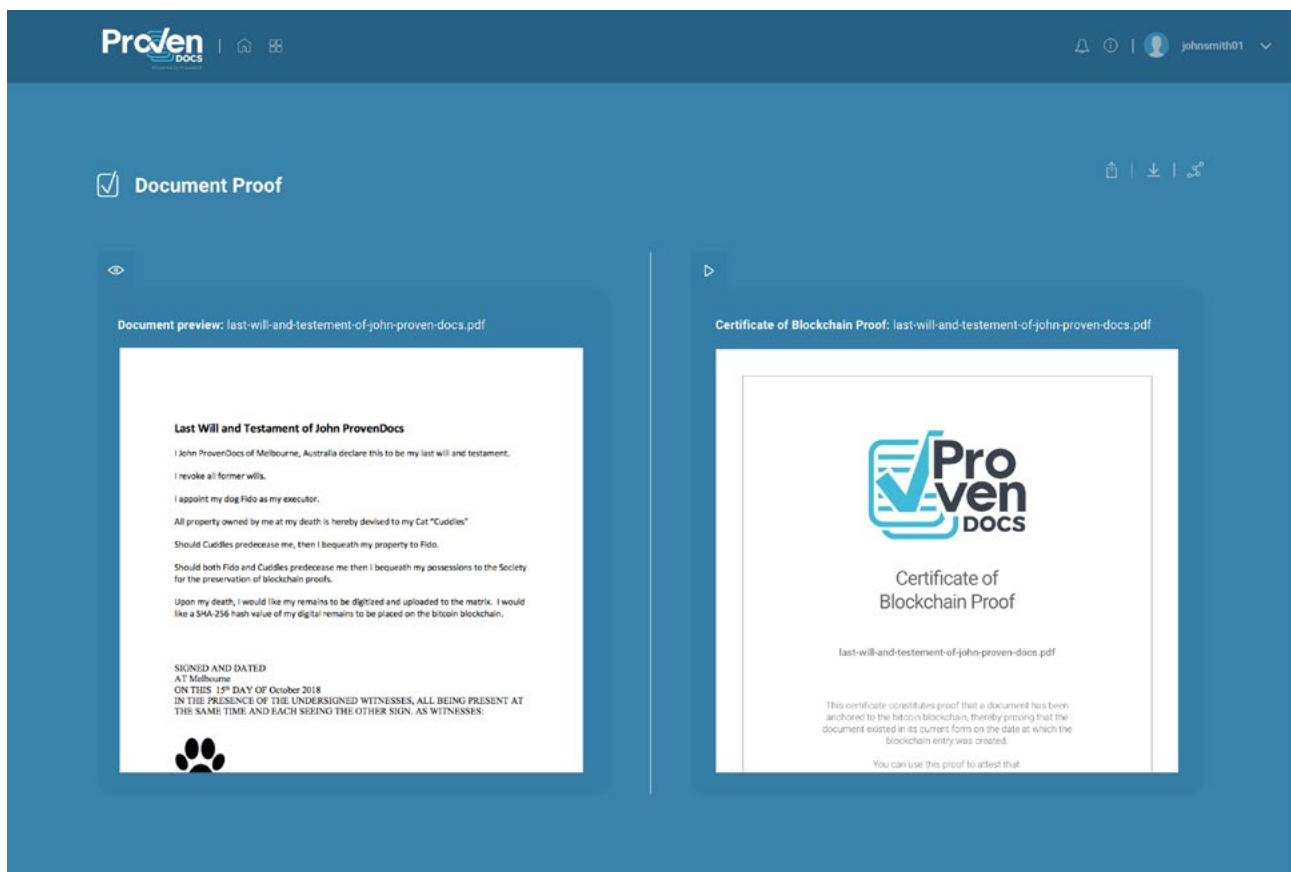 Proven
DOCS
johnsmith01
Document Proof
Document preview: last-will-and-testement-of-john-proven-docs.pdf
Last Will and Testament of John ProvenDocs
I John ProvenDocs of Melbourne, Australia declare this to be my last will and testament.
I revoke all former wills.
I appoint my dog Fido as my executor.
All property owned by me at my death is hereby devised to my Cat "Cuddles"
Should Cuddles predecease me, then I bequeath my property to Fido.
Should both Fido and Cuddles predecease me then I bequeath my possessions to the Society
for the preservation of blockchain proofs.
Upon my death, I would like my remains to be digitized and uploaded to the matrix. I would
like a SHA-256 hash value of my digital remains to be placed on the bitcoin blockchain.
SIGNED AND DATED
AT Melbourne
ON THIS 15th DAY OF October 2018
IN THE PRESENCE OF THE UNDERSIGNED WITNESSES, ALL BEING PRESENT AT
THE SAME TIME AND EACH SEEING THE OTHER SIGN. AS WITNESSES:
Certificate of Blockchain Proof: last-will-and-testement-of-john-proven-docs.pdf
Pro
ven
DOCS
Certificate of
Blockchain Proof
last-will-and-testement-of-john-proven-docs.pdf
This certificate constitutes proof that a document has been
anchored to the bitcoin blockchain, thereby proving that the
document existed in its current form on the date at which the
blockchain entry was created.
You can use this proof to attest that